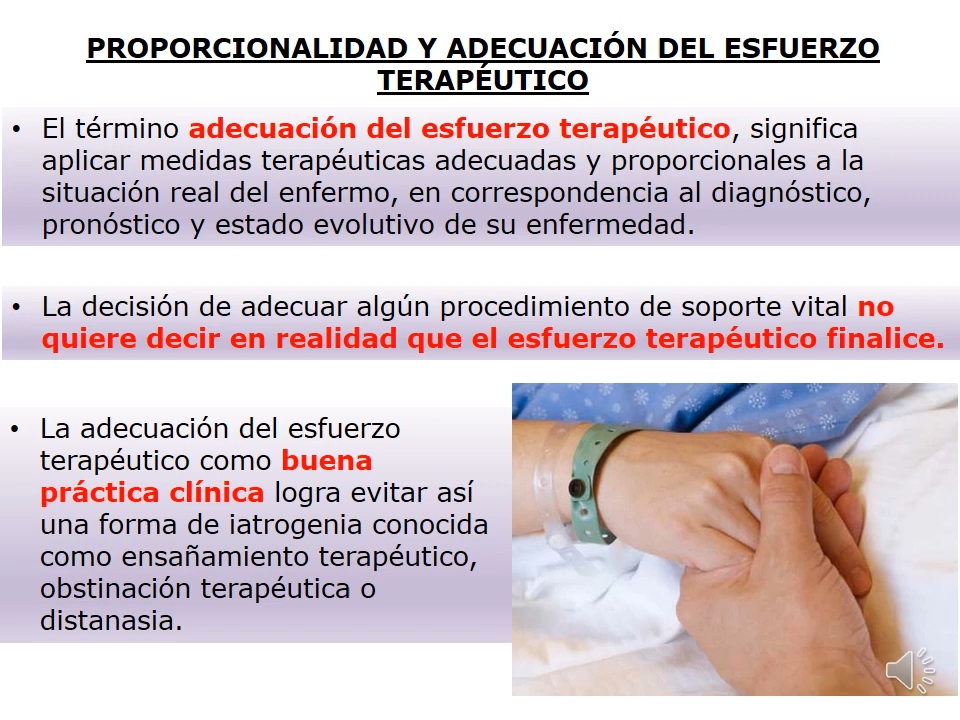 PROPORCIONALIDAD Y ADECUACIÓN DEL ESFUERZO
TERAPÉUTICO
• El término adecuación del esfuerzo terapéutico, significa
aplicar medidas terapéuticas adecuadas y proporcionales a la
situación real del enfermo, en correspondencia al diagnóstico,
pronóstico y estado evolutivo de su enfermedad.
• La decisión de adecuar algún procedimiento de soporte vital no
quiere decir en realidad que el esfuerzo terapéutico finalice.
• La adecuación del esfuerzo
terapéutico como buena
práctica clínica logra evitar así
una forma de iatrogenia conocida
como ensañamiento terapéutico,
obstinación terapéutica o
distanasia.